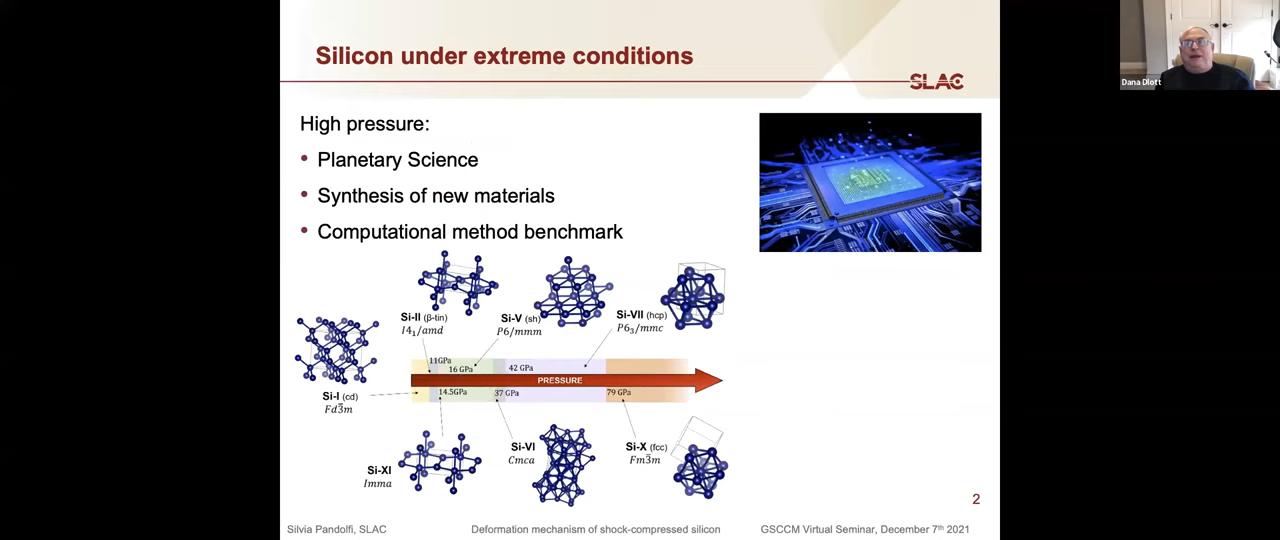 Silicon under extreme conditions
SLAC
Dana Dlott
High pressure:
• Planetary Science
• Synthesis of new materials
• Computational method benchmark
Si-II (β-tin)
I4₁/amd
Si-V (sh)
P6/mmm
Si-VII (hcp)
P6₃/mmc
11GPa
16 GPa
42 GPa
PRESSURE
14.5GPa
37 GPa
79 GPa
Si-I (cd)
Fd3̄m
Si-XI
Imma
Si-VI
Cmca
Si-X (fcc)
Fm3̄m
2
Silvia Pandolfi, SLAC
Deformation mechanism of shock-compressed silicon
GSCCM Virtual Seminar, December 7th 2021